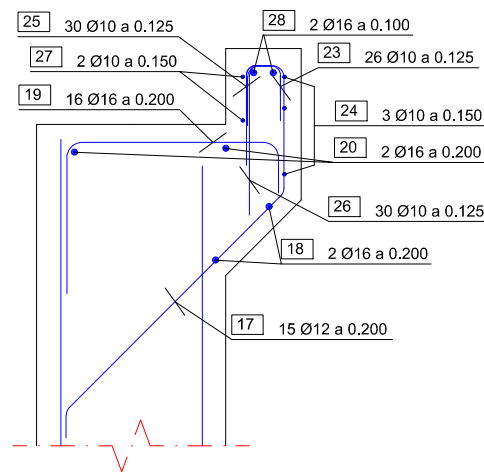 25 30 Ø10 a 0.125
28 2 Ø16 a 0.100
27 2 Ø10 a 0.150
23 26 Ø10 a 0.125
19 16 Ø16 a 0.200
24 3 Ø10 a 0.150
20 2 Ø16 a 0.200
26 30 Ø10 a 0.125
18 2 Ø16 a 0.200
17 15 Ø12 a 0.200